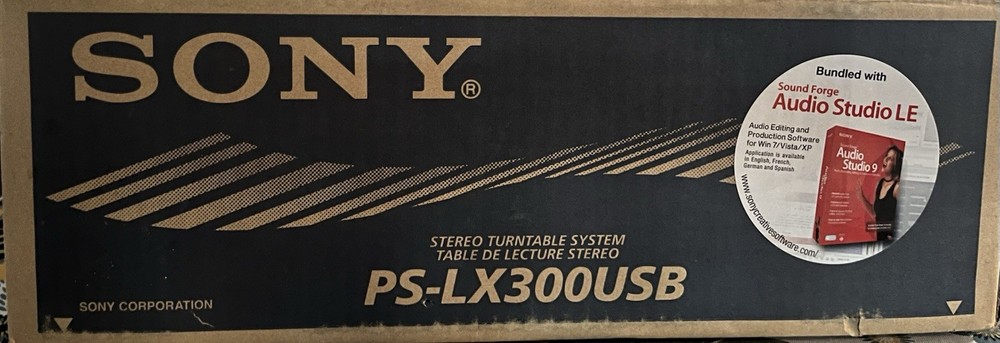 SONY®
Bundled with
Sound Forge
Audio Studio LE
Audio Editing and
Production Software
for Win 7/Vista/XP
Application is available
in English, French,
German and Spanish
SONY
Audio
Studio 9
www.sonycreativesoftware.com/
STEREO TURNTABLE SYSTEM
TABLE DE LECTURE STEREO
PS-LX300USB
SONY CORPORATION